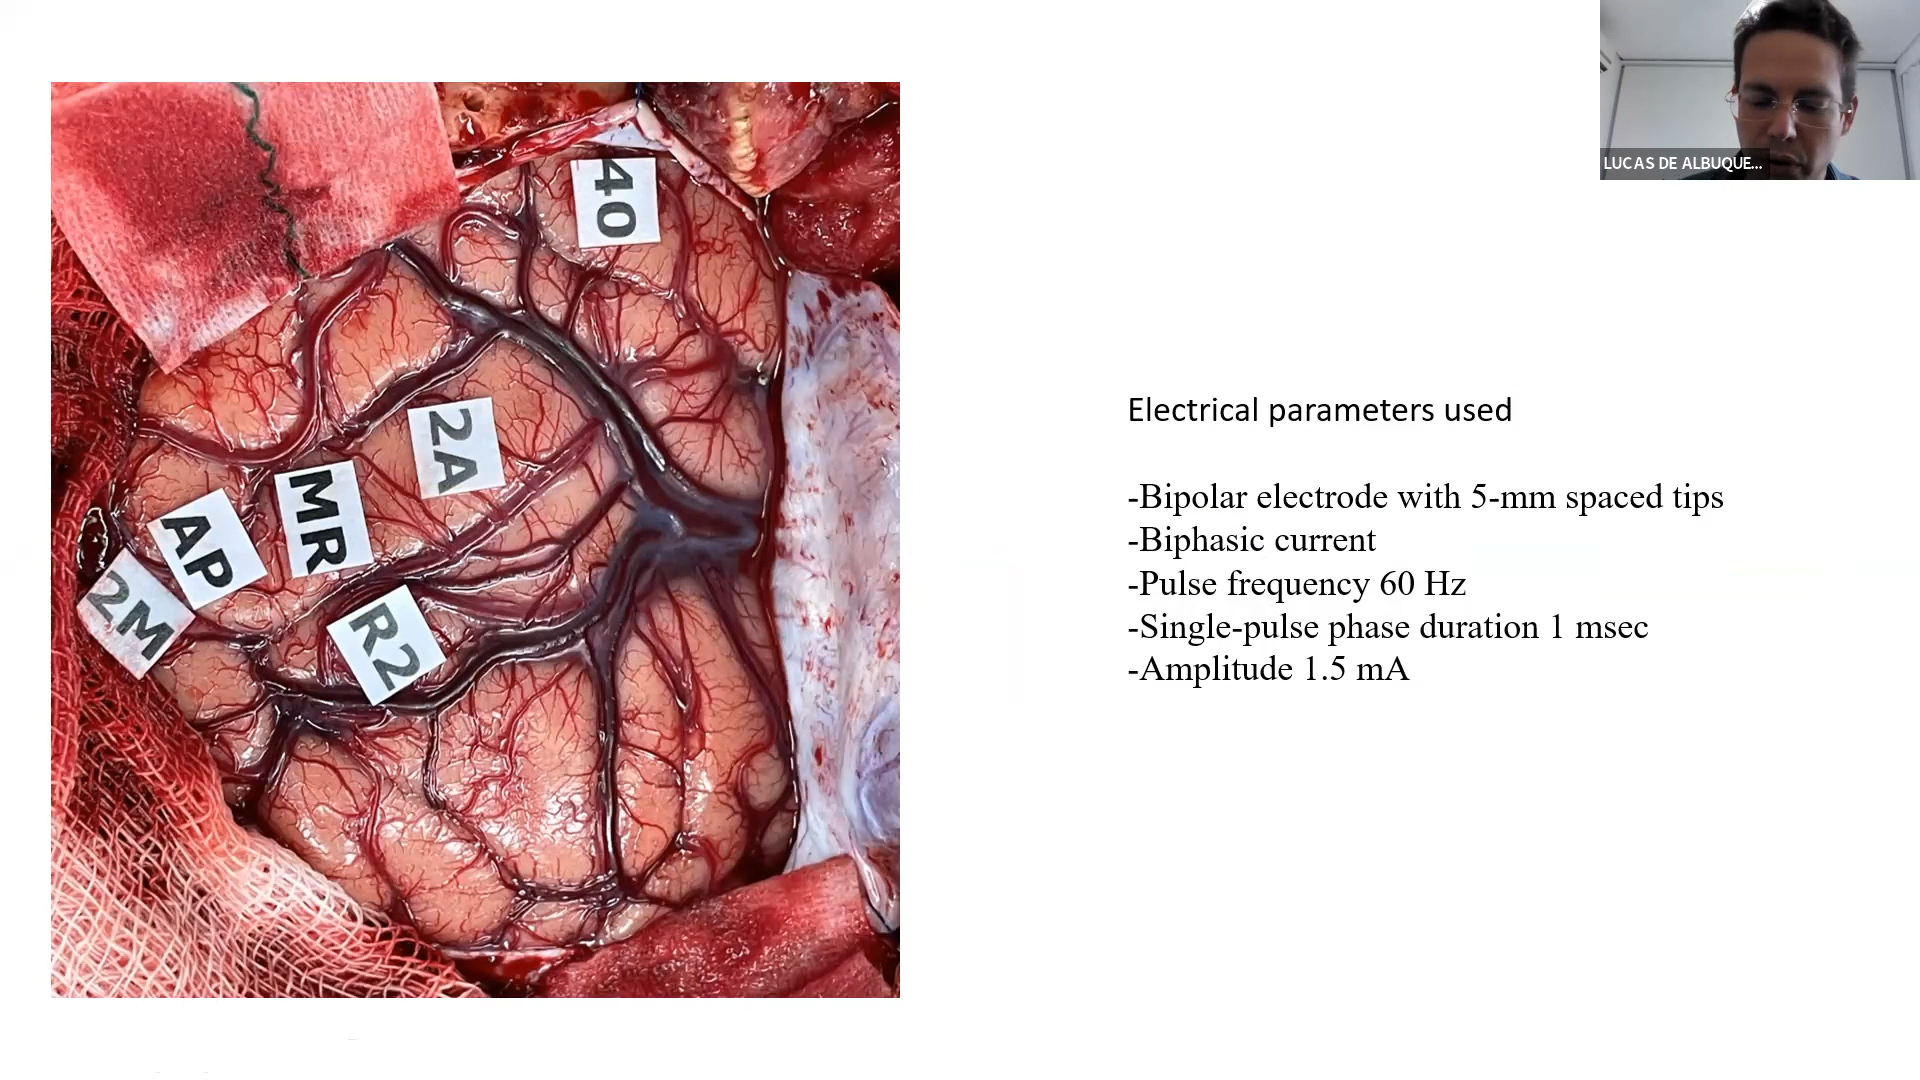 LUCAS DE ALBUQUE...
40
2A
MR
AP
2M
R2
Electrical parameters used
-Bipolar electrode with 5-mm spaced tips
-Biphasic current
-Pulse frequency 60 Hz
-Single-pulse phase duration 1 msec
-Amplitude 1.5 mA